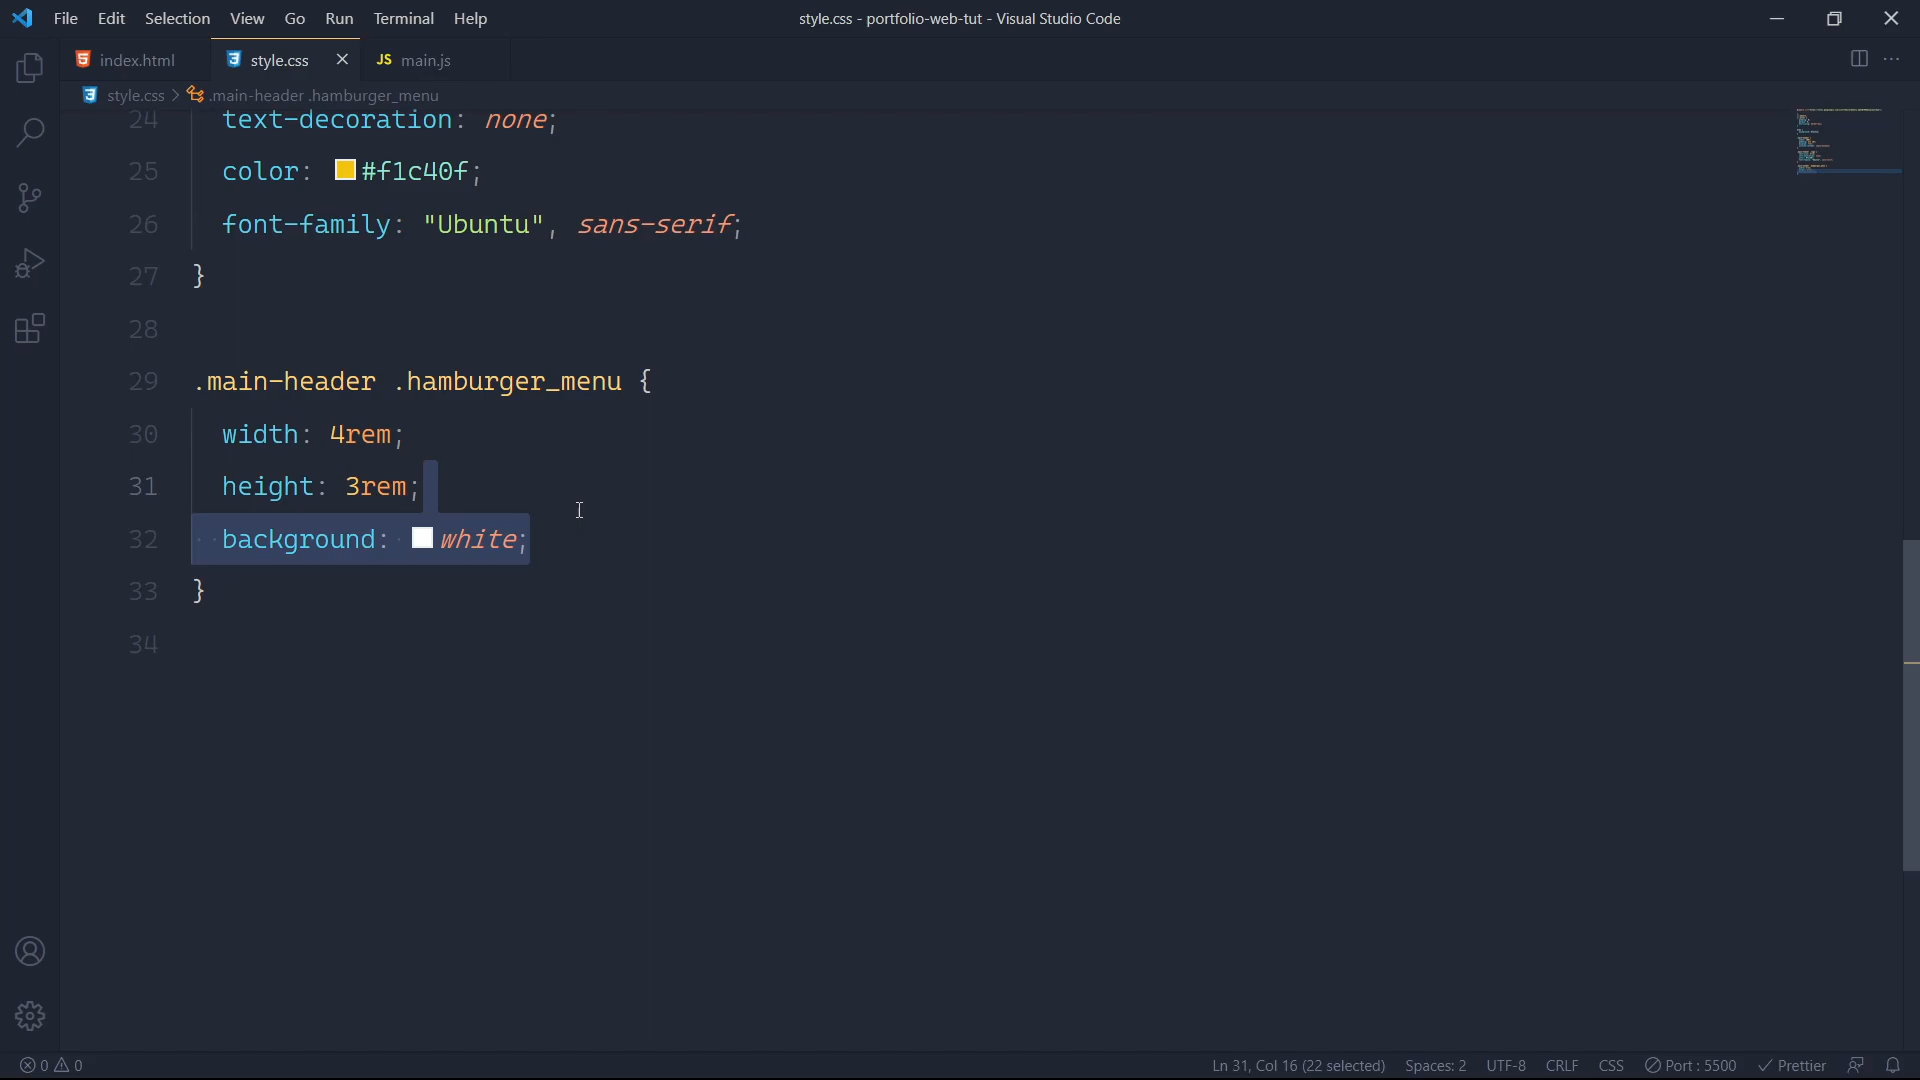 File Edit Selection View Go Run Terminal Help
style.css - portfolio-web-tut - Visual Studio Code
index.html
style.css
JS main.js
style.css > .main-header .hamburger_menu
24 text-decoration: none;
25 color: #f1c40f;
26 font-family: "Ubuntu", sans-serif;
27 }
28
29 .main-header .hamburger_menu {
30 width: 4rem;
31 height: 3rem;
32 background: white;
33 }
34
0 0
Ln 31, Col 16 (22 selected) Spaces: 2 UTF-8 CRLF CSS Port : 5500 Prettier